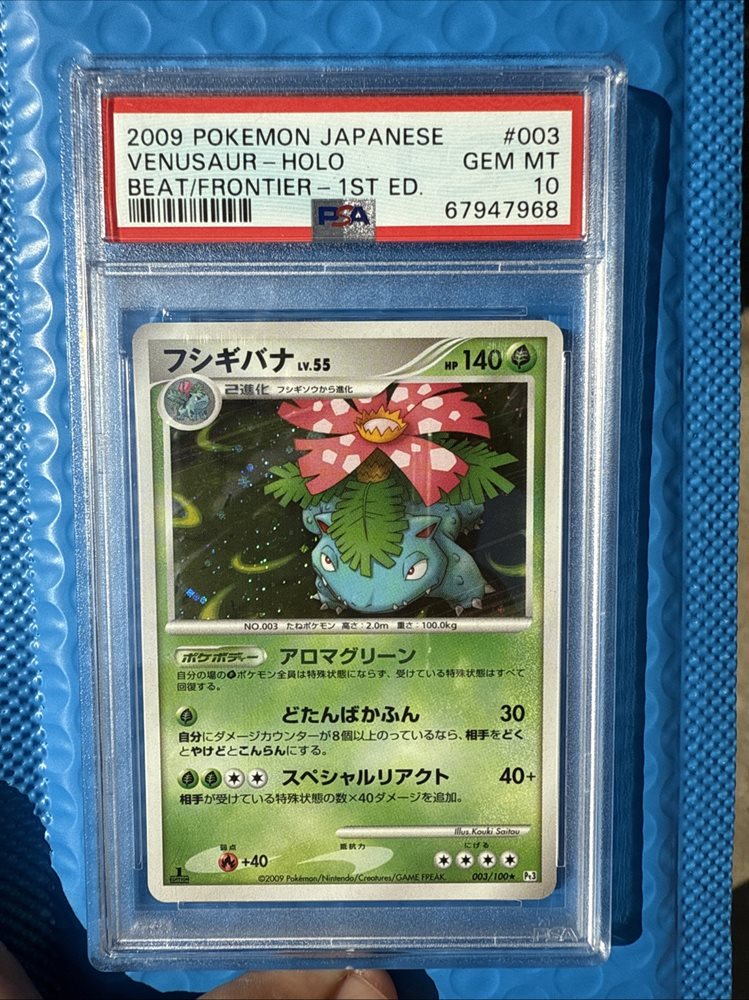 2009 POKEMON JAPANESE #003
VENUSAUR - HOLO GEM MT
BEAT/FRONTIER - 1ST ED. 10
PSA 67947968
フシギバナ LV.55 HP 140
2進化 フシギソウから進化
NO.003 たねポケモン 高さ:2.0m 重さ:100.0kg
ポケボディー アロマグリーン
自分の場のポケモン全員は特殊状態にならず、受けている特殊状態はすべて
回復する。
どたんばかふん 30
自分にダメージカウンターが8個以上のっているなら、相手をどく
とやけどとこんらんにする。
スペシャルリアクト 40+
相手が受けている特殊状態の数×40ダメージを追加。
Illus.Kouki Saitou
弱点 抵抗力 にげる
+40
1 EDITION ©2009 Pokémon/Nintendo/Creatures/GAME FREAK. 003/100★ Pt3
PSA